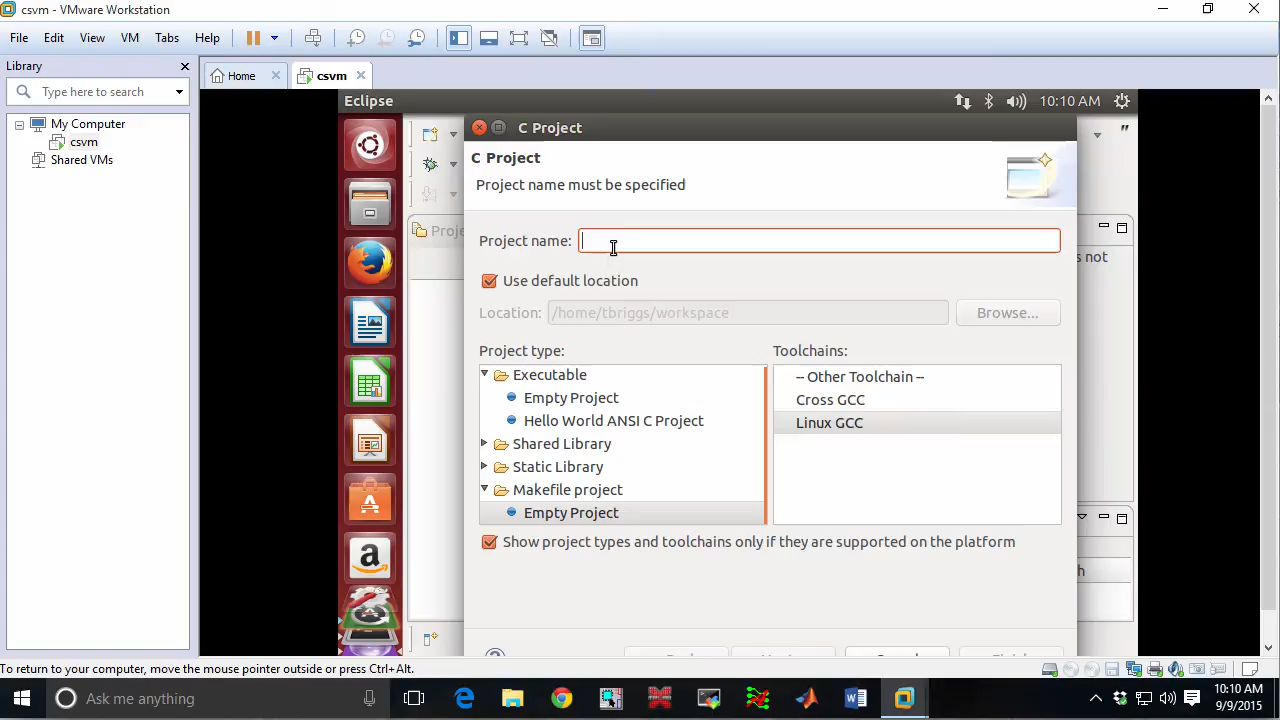 csvm - VMware Workstation
File Edit View VM Tabs Help
Library
Home
csvm
Type here to search
My Computer
csvm
Shared VMs
Eclipse
10:10 AM
C Project
C Project
Project name must be specified
Project name:
Use default location
Location: /home/tbriggs/workspace
Browse...
Project type:
Toolchains:
Executable
Empty Project
Hello World ANSI C Project
Shared Library
Static Library
Makefile project
Empty Project
-- Other Toolchain --
Cross GCC
Linux GCC
Show project types and toolchains only if they are supported on the platform
Proje
s not
h
To return to your computer, move the mouse pointer outside or press Ctrl+Alt.
Ask me anything
10:10 AM
9/9/2015